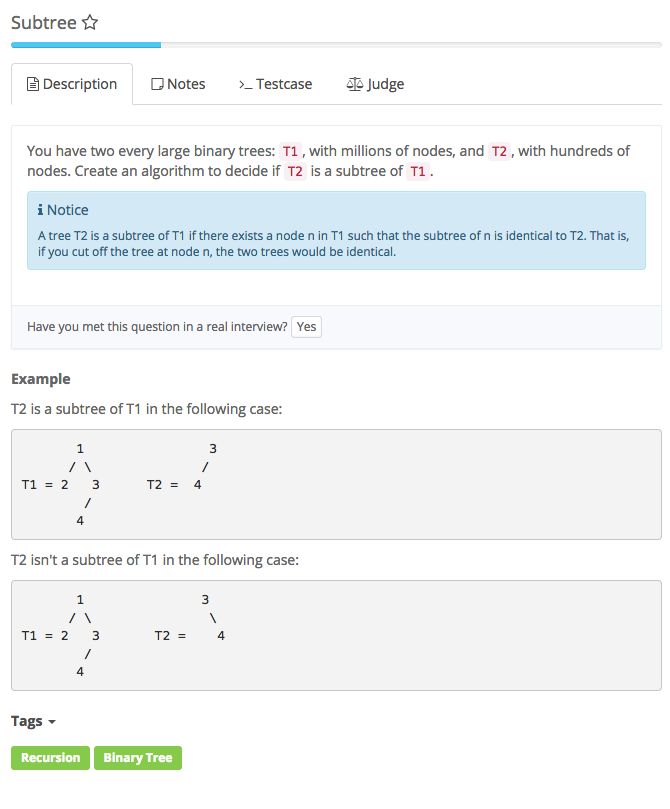 Subtree
Description Notes >_ Testcase Judge
You have two every large binary trees: T1 , with millions of nodes, and T2 , with hundreds of
nodes. Create an algorithm to decide if T2 is a subtree of T1 .
i Notice
A tree T2 is a subtree of T1 if there exists a node n in T1 such that the subtree of n is identical to T2. That is,
if you cut off the tree at node n, the two trees would be identical.
Have you met this question in a real interview? Yes
Example
T2 is a subtree of T1 in the following case:
       1                3
      / \              /
T1 = 2   3      T2 =  4
        /
       4
T2 isn't a subtree of T1 in the following case:
       1               3
      / \               \
T1 = 2   3       T2 =    4
        /
       4
Tags
Recursion Binary Tree